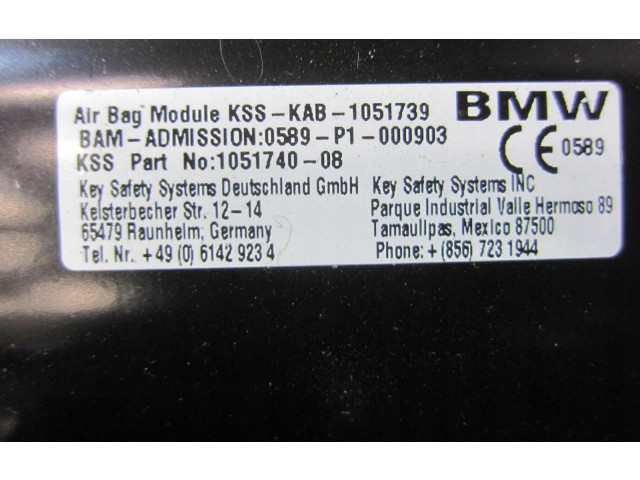 Air Bag Module KSS-KAB-1051739 BMW
BAM-ADMISSION:0589-P1-000903
KSS Part No:1051740-08 CE 0589
Key Safety Systems Deutschland GmbH Key Safety Systems INC
Kelsterbecher Str. 12-14 Parque Industrial Valle Hermoso 89
65479 Raunheim, Germany Tamaulipas, Mexico 87500
Tel. Nr. +49 (0) 6142 923 4 Phone: + (856) 723 1944